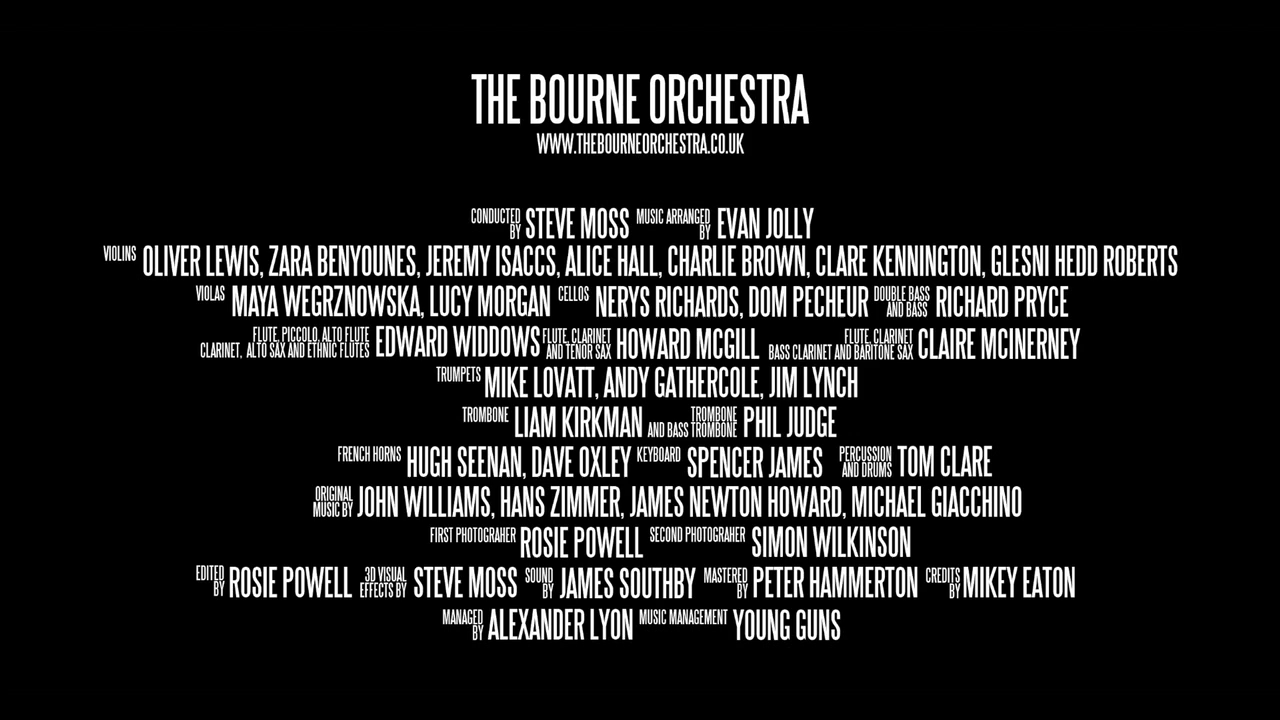 THE BOURNE ORCHESTRA
WWW.THEBOURNEORCHESTRA.CO.UK
CONDUCTED BY STEVE MOSS MUSIC ARRANGED BY EVAN JOLLY
VIOLINS OLIVER LEWIS, ZARA BENYOUNES, JEREMY ISACCS, ALICE HALL, CHARLIE BROWN, CLARE KENNINGTON, GLESNI HEDD ROBERTS
VIOLAS MAYA WEGRZNOWSKA, LUCY MORGAN CELLOS NERYS RICHARDS, DOM PECHEUR DOUBLE BASS AND BASS RICHARD PRYCE
FLUTE, PICCOLO, ALTO FLUTE CLARINET, ALTO SAX AND ETHNIC FLUTES EDWARD WIDDOWS FLUTE, CLARINET AND TENOR SAX HOWARD MCGILL FLUTE, CLARINET BASS CLARINET AND BARITONE SAX CLAIRE MCINERNEY
TRUMPETS MIKE LOVATT, ANDY GATHERCOLE, JIM LYNCH
TROMBONE LIAM KIRKMAN TROMBONE AND BASS TROMBONE PHIL JUDGE
FRENCH HORNS HUGH SEENAN, DAVE OXLEY KEYBOARD SPENCER JAMES PERCUSSION AND DRUMS TOM CLARE
ORIGINAL MUSIC BY JOHN WILLIAMS, HANS ZIMMER, JAMES NEWTON HOWARD, MICHAEL GIACCHINO
FIRST PHOTOGRAHER ROSIE POWELL SECOND PHOTOGRAHER SIMON WILKINSON
EDITED BY ROSIE POWELL 3D VISUAL EFFECTS BY STEVE MOSS SOUND BY JAMES SOUTHBY MASTERED BY PETER HAMMERTON CREDITS BY MIKEY EATON
MANAGED BY ALEXANDER LYON MUSIC MANAGEMENT YOUNG GUNS